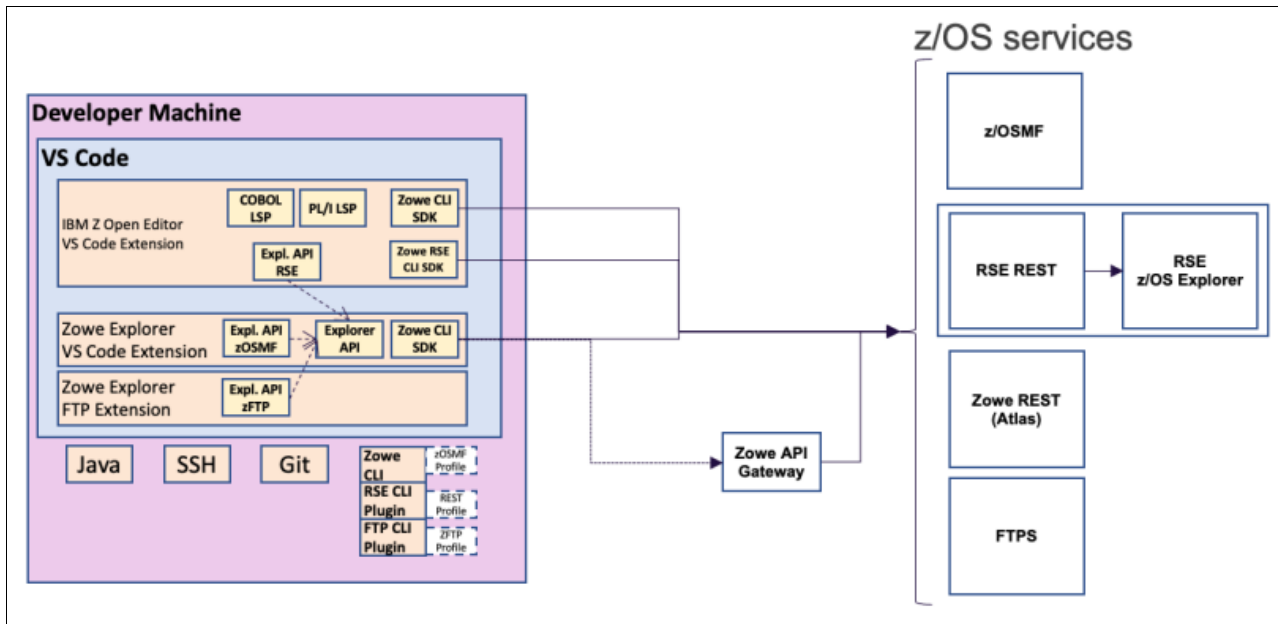 z/OS services
Developer Machine
VS Code
IBM Z Open Editor
VS Code Extension
COBOL
LSP
PL/I LSP
Zowe CLI
SDK
Expl. API
RSE
Zowe RSE
CLI SDK
Zowe Explorer
VS Code Extension
Expl. API
zOSMF
Explorer
API
Zowe CLI
SDK
Zowe Explorer
FTP Extension
Expl. API
zFTP
Java
SSH
Git
Zowe
CLI
zOSMF
Profile
RSE CLI
Plugin
REST
Profile
FTP CLI
Plugin
ZFTP
Profile
Zowe API
Gateway
z/OSMF
RSE REST
RSE
z/OS Explorer
Zowe REST
(Atlas)
FTPS